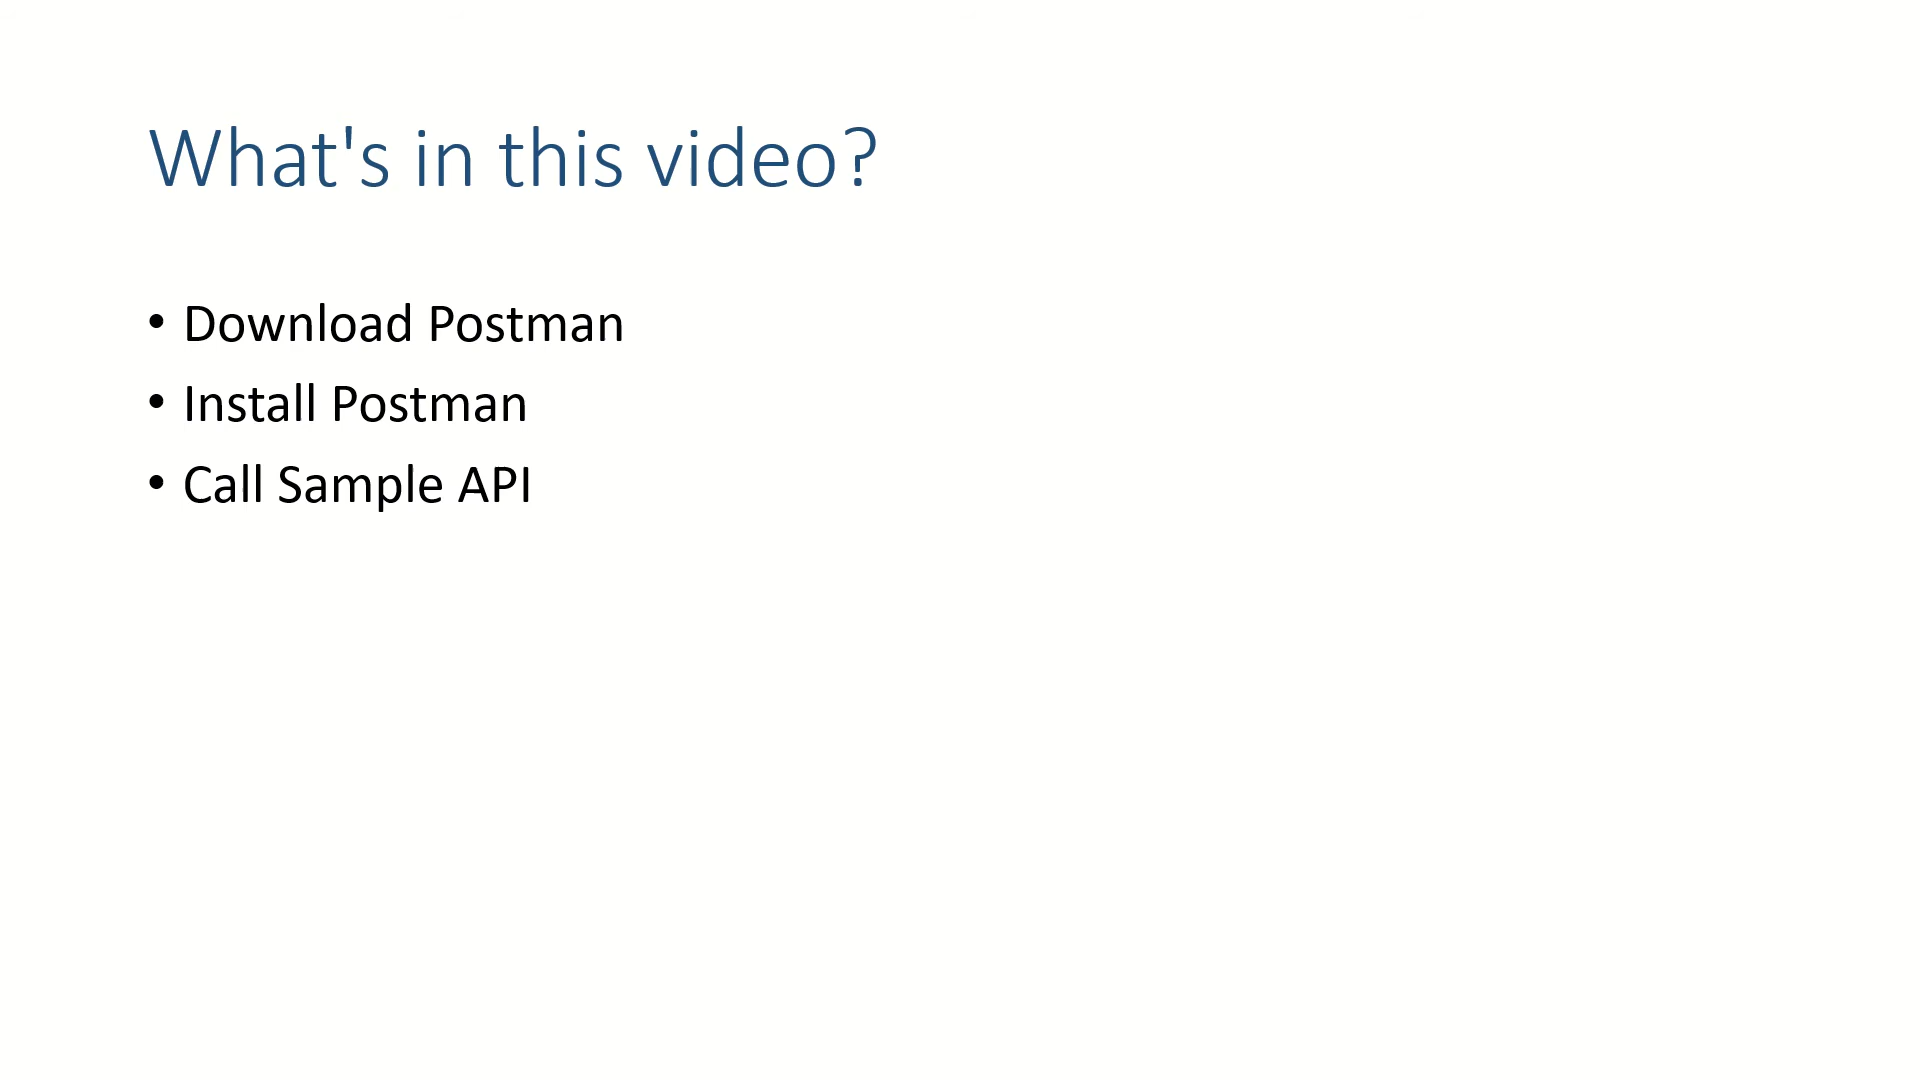 What's in this video?
• Download Postman
• Install Postman
• Call Sample API